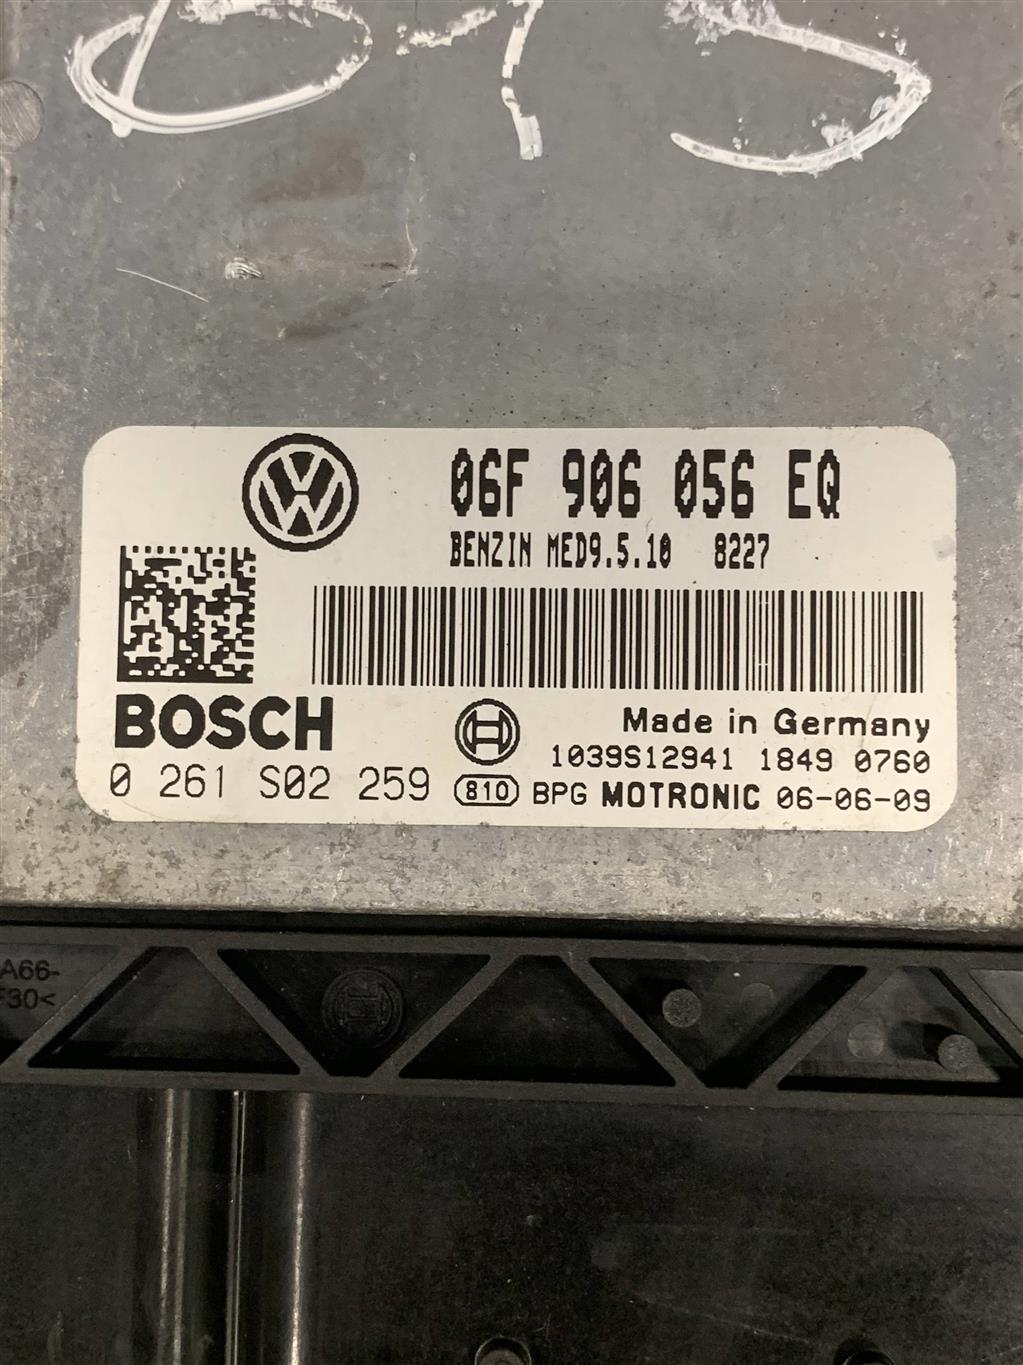 06F 906 056 EQ
BENZIN MED9.5.10 8227
BOSCH
Made in Germany
1039S12941 1849 0760
0 261 S02 259 810 BPG MOTRONIC 06-06-09
A66-
F30<